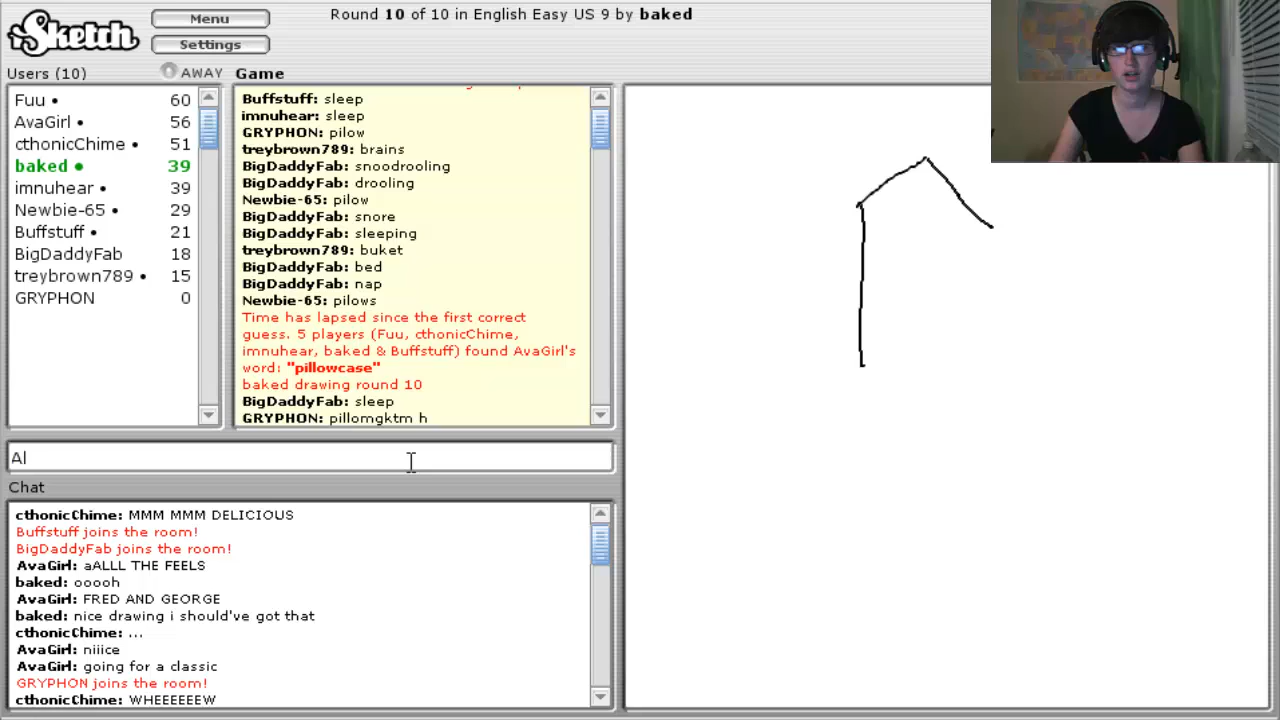 iSketch
Menu
Settings
Round 10 of 10 in English Easy US 9 by baked
Users (10)
AWAY
Game
Fuu • 60
AvaGirl • 56
cthonicChime • 51
baked • 39
imnuhear • 39
Newbie-65 • 29
Buffstuff • 21
BigDaddyFab 18
treybrown789 • 15
GRYPHON 0
Buffstuff: sleep
imnuhear: sleep
GRYPHON: pilow
treybrown789: brains
BigDaddyFab: snoodrooling
BigDaddyFab: drooling
Newbie-65: pilow
BigDaddyFab: snore
BigDaddyFab: sleeping
treybrown789: buket
BigDaddyFab: bed
BigDaddyFab: nap
Newbie-65: pilows
Time has lapsed since the first correct
guess. 5 players (Fuu, cthonicChime,
imnuhear, baked & Buffstuff) found AvaGirl's
word: "pillowcase"
baked drawing round 10
BigDaddyFab: sleep
GRYPHON: pillomgktm h
Al
Chat
cthonicChime: MMM MMM DELICIOUS
Buffstuff joins the room!
BigDaddyFab joins the room!
AvaGirl: aALLL THE FEELS
baked: ooooh
AvaGirl: FRED AND GEORGE
baked: nice drawing i should've got that
cthonicChime: ...
AvaGirl: niiice
AvaGirl: going for a classic
GRYPHON joins the room!
cthonicChime: WHEEEEEEW